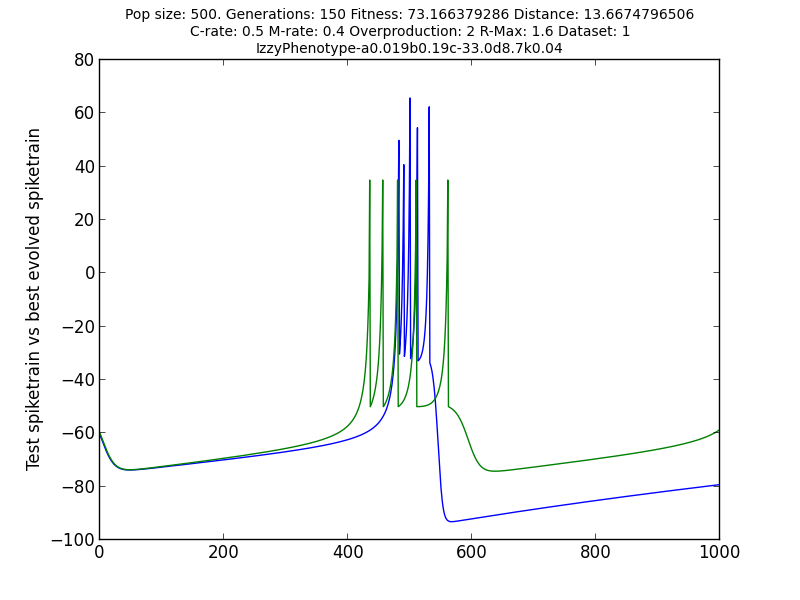 Pop size: 500. Generations: 150 Fitness: 73.166379286 Distance: 13.6674796506
C-rate: 0.5 M-rate: 0.4 Overproduction: 2 R-Max: 1.6 Dataset: 1
IzzyPhenotype-a0.019b0.19c-33.0d8.7k0.04
Test spiketrain vs best evolved spiketrain
80
60
40
20
0
−20
−40
−60
−80
−100
0 200 400 600 800 1000